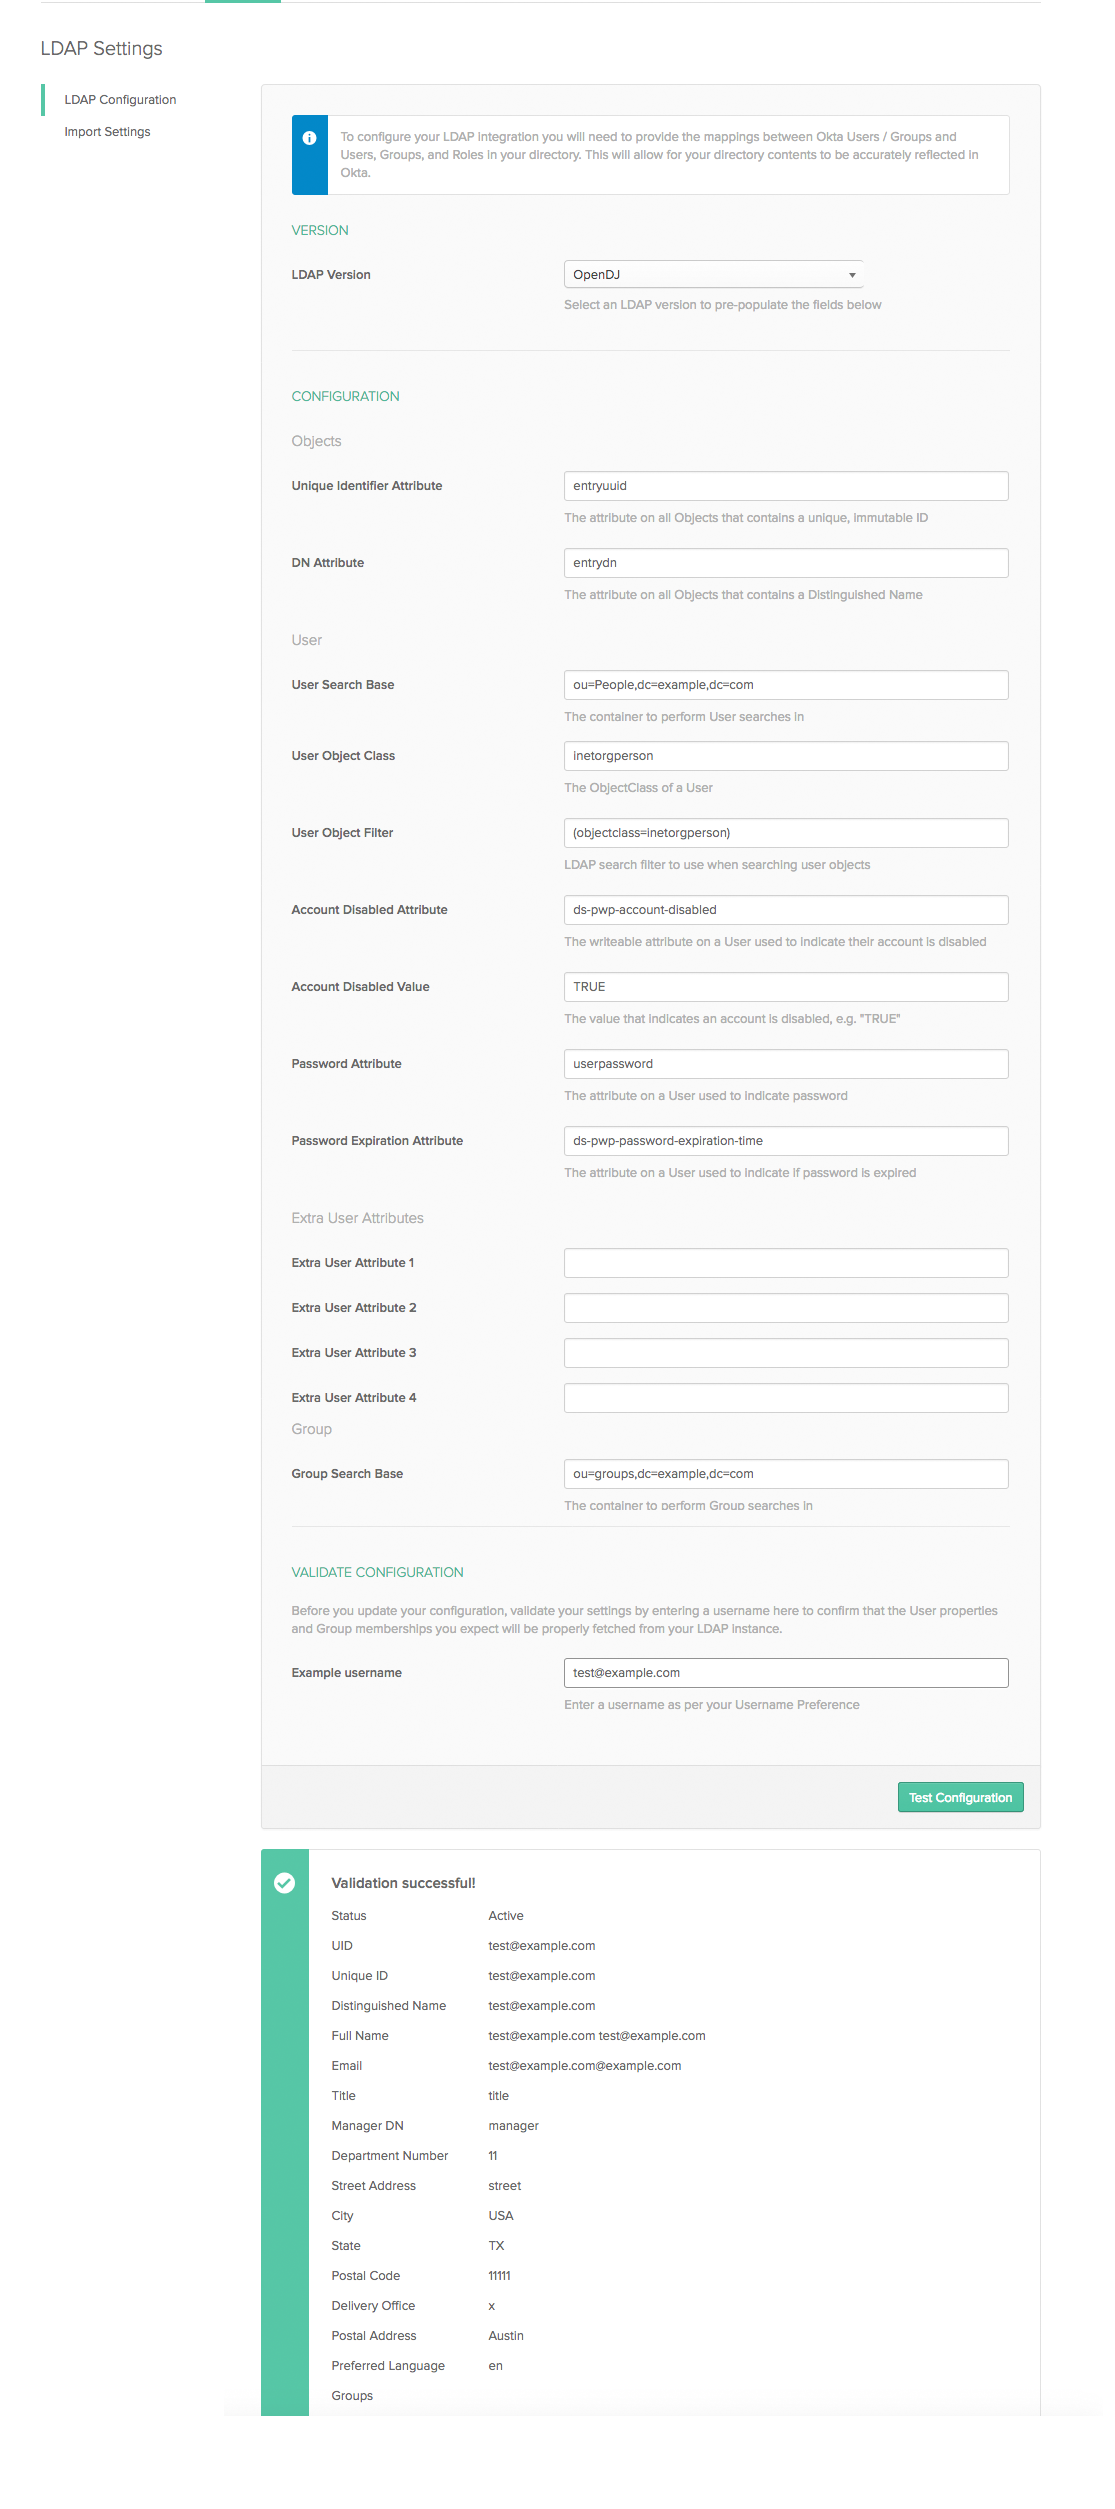 LDAP Settings
LDAP Configuration
Import Settings
To configure your LDAP integration you will need to provide the mappings between Okta Users / Groups and
Users, Groups, and Roles in your directory. This will allow for your directory contents to be accurately reflected in
Okta.
VERSION
LDAP Version
OpenDJ
Select an LDAP version to pre-populate the fields below
CONFIGURATION
Objects
Unique Identifier Attribute
entryuuid
The attribute on all Objects that contains a unique, immutable ID
DN Attribute
entrydn
The attribute on all Objects that contains a Distinguished Name
User
User Search Base
ou=People,dc=example,dc=com
The container to perform User searches in
User Object Class
inetorgperson
The ObjectClass of a User
User Object Filter
(objectclass=inetorgperson)
LDAP search filter to use when searching user objects
Account Disabled Attribute
ds-pwp-account-disabled
The writeable attribute on a User used to indicate their account is disabled
Account Disabled Value
TRUE
The value that indicates an account is disabled, e.g. "TRUE"
Password Attribute
userpassword
The attribute on a User used to indicate password
Password Expiration Attribute
ds-pwp-password-expiration-time
The attribute on a User used to indicate if password is expired
Extra User Attributes
Extra User Attribute 1
Extra User Attribute 2
Extra User Attribute 3
Extra User Attribute 4
Group
Group Search Base
ou=groups,dc=example,dc=com
The container to perform Group searches in
VALIDATE CONFIGURATION
Before you update your configuration, validate your settings by entering a username here to confirm that the User properties
and Group memberships you expect will be properly fetched from your LDAP instance.
Example username
test@example.com
Enter a username as per your Username Preference
Test Configuration
Validation successful!
Status Active
UID test@example.com
Unique ID test@example.com
Distinguished Name test@example.com
Full Name test@example.com test@example.com
Email test@example.com@example.com
Title title
Manager DN manager
Department Number 11
Street Address street
City USA
State TX
Postal Code 11111
Delivery Office x
Postal Address Austin
Preferred Language en
Groups